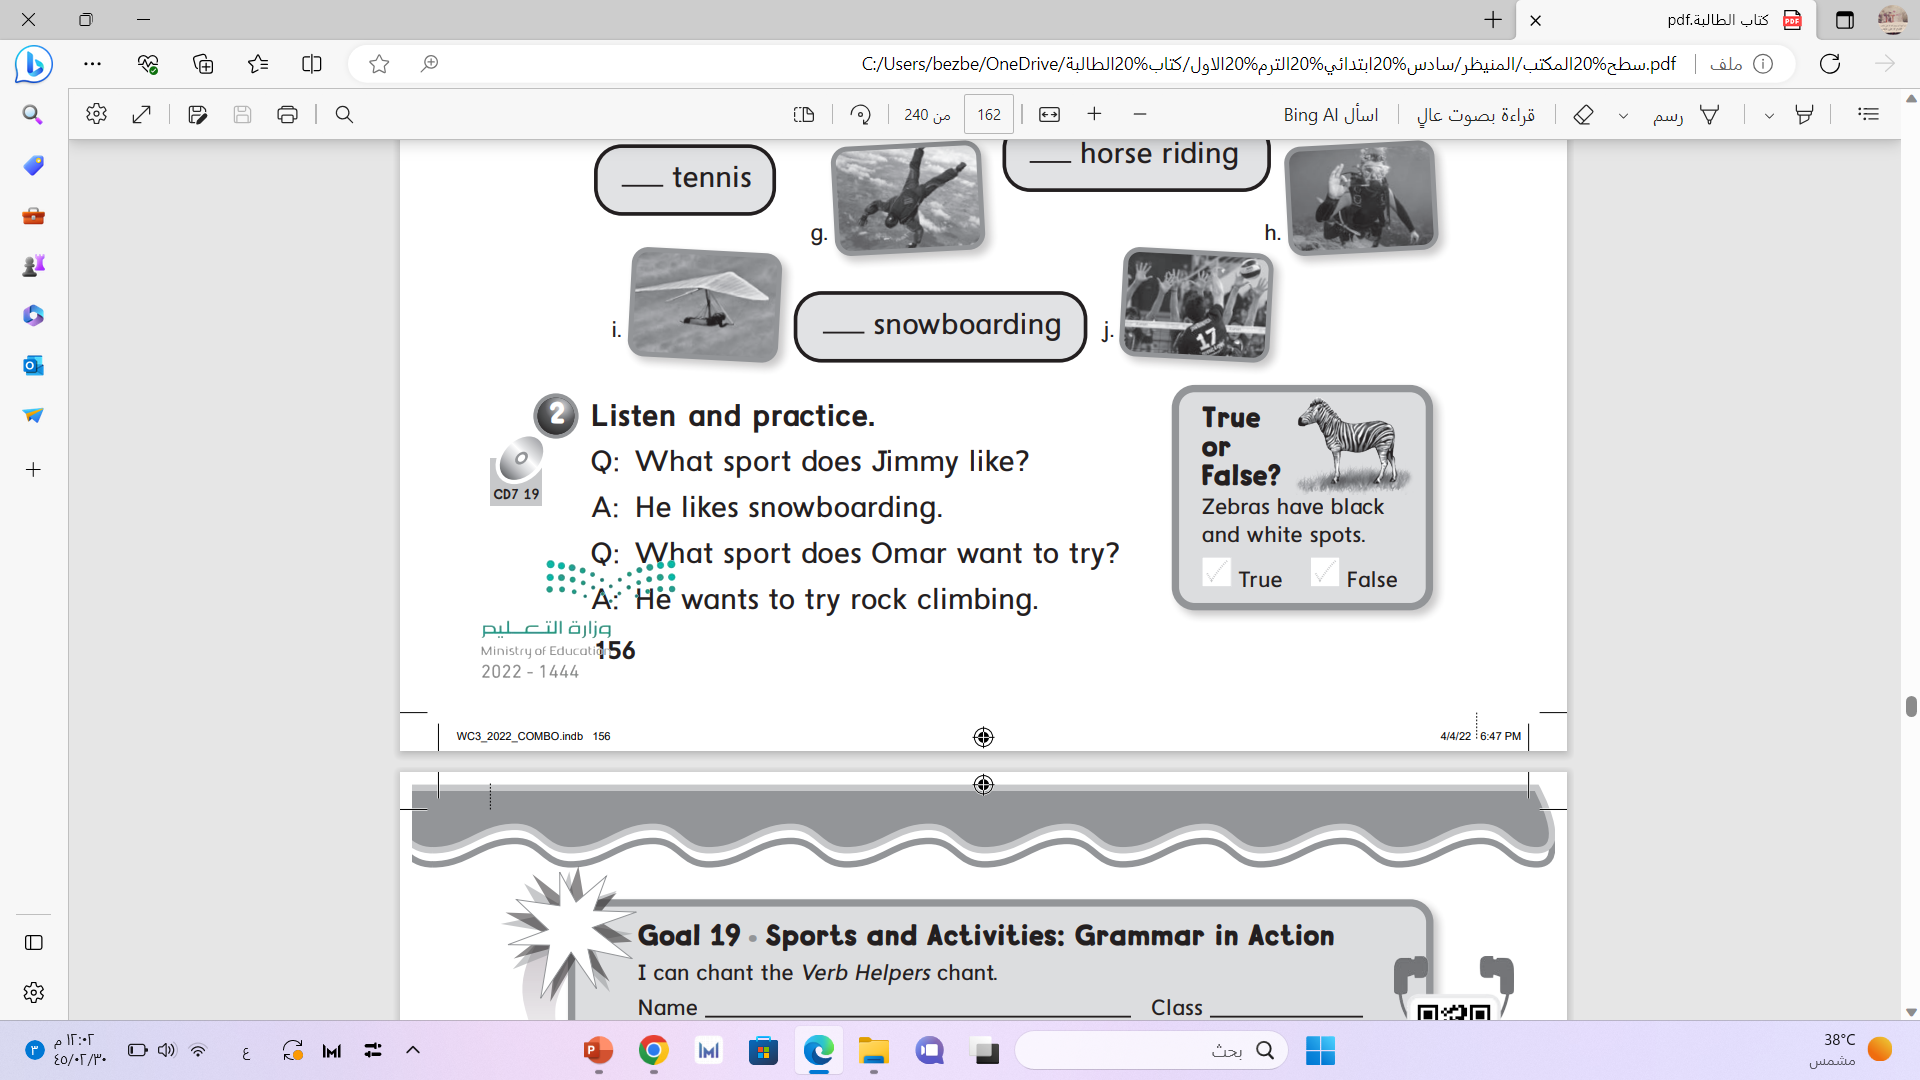 كتاب الطالبة.pdf
ملف
C:/Users/bezbe/OneDrive/سطح%20المكتب/المنيظر/سادس%20ابتدائي%20الترم%20الاول/كتاب%20الطالبة.pdf
162
من 240
اسأل Bing AI
قراءة بصوت عالٍ
رسم
___ tennis
___ horse riding
g.
h.
i.
___ snowboarding
j.
17
2 Listen and practice.
CD7 19
Q: What sport does Jimmy like?
A: He likes snowboarding.
Q: What sport does Omar want to try?
A: He wants to try rock climbing.
True
or
False?
Zebras have black
and white spots.
True False
وزارة التعليم
Ministry of Education
2022 - 1444
156
WC3_2022_COMBO.indb 156
4/4/22 6:47 PM
Goal 19 • Sports and Activities: Grammar in Action
I can chant the Verb Helpers chant.
Name ____ Class ____
١٢:٠٢ م
٤٥/٠٢/٣٠
٣
ع
بحث
38°C
مشمس